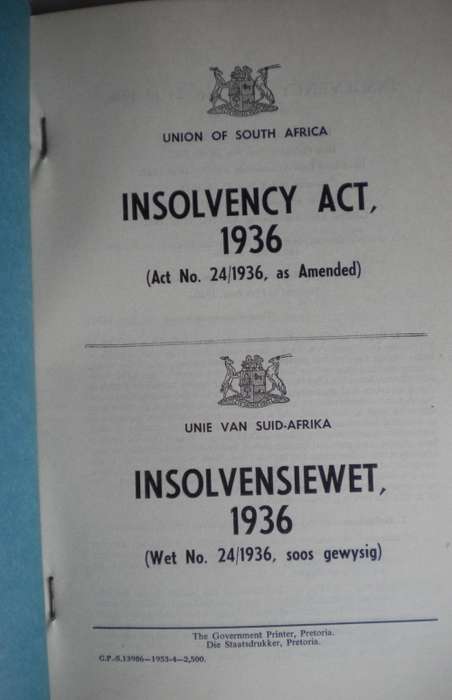 UNION OF SOUTH AFRICA
INSOLVENCY ACT,
1936
(Act No. 24/1936, as Amended)
UNIE VAN SUID-AFRIKA
INSOLVENSIEWET,
1936
(Wet No. 24/1936, soos gewysig)
The Government Printer, Pretoria.
Die Staatsdrukker, Pretoria.
G.P.-S.13986—1953-4—2,500.